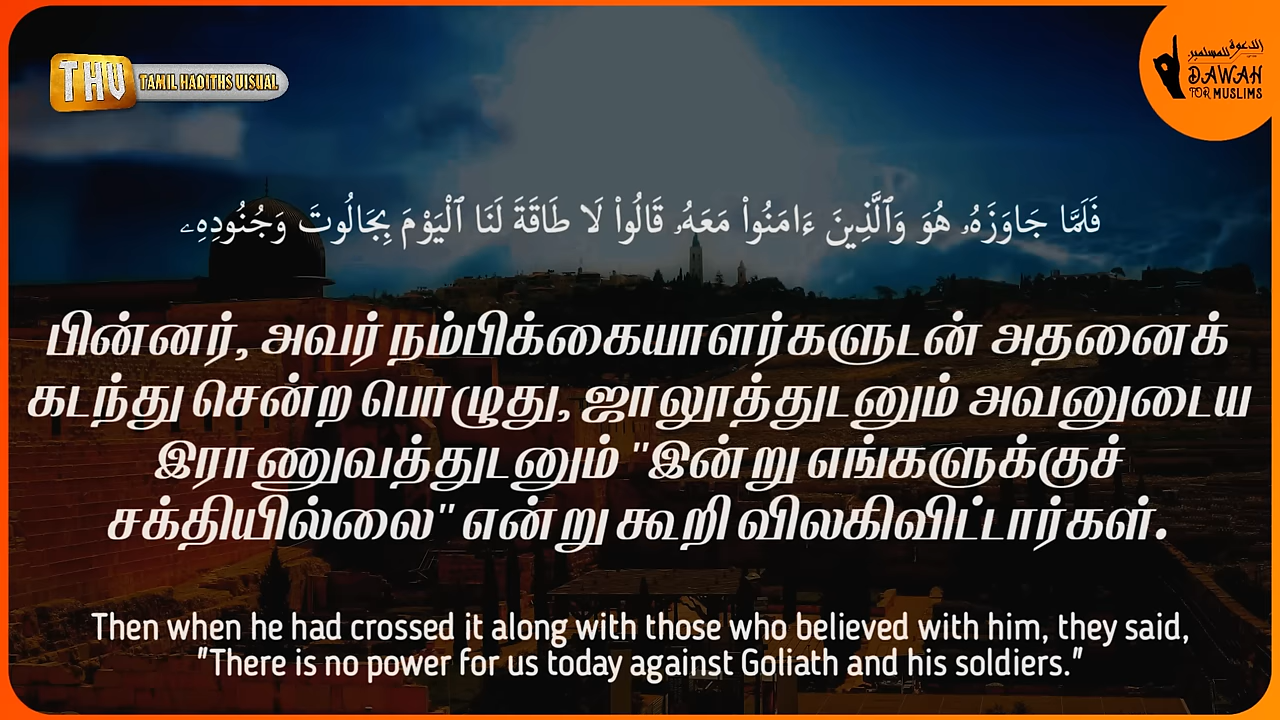 THV TAMIL HADITHS VISUAL
الدعوة للمسلمين
DAWAH
FOR MUSLIMS
فَلَمَّا جَاوَزَهُۥ هُوَ وَٱلَّذِينَ ءَامَنُوا۟ مَعَهُۥ قَالُوا۟ لَا طَاقَةَ لَنَا ٱلْيَوْمَ بِجَالُوتَ وَجُنُودِهِۦ
பின்னர், அவர் நம்பிக்கையாளர்களுடன் அதனைக்
கடந்து சென்ற பொழுது, ஜாலூத்துடனும் அவனுடைய
இராணுவத்துடனும் "இன்று எங்களுக்குச்
சக்தியில்லை" என்று கூறி விலகிவிட்டார்கள்.
Then when he had crossed it along with those who believed with him, they said,
"There is no power for us today against Goliath and his soldiers."